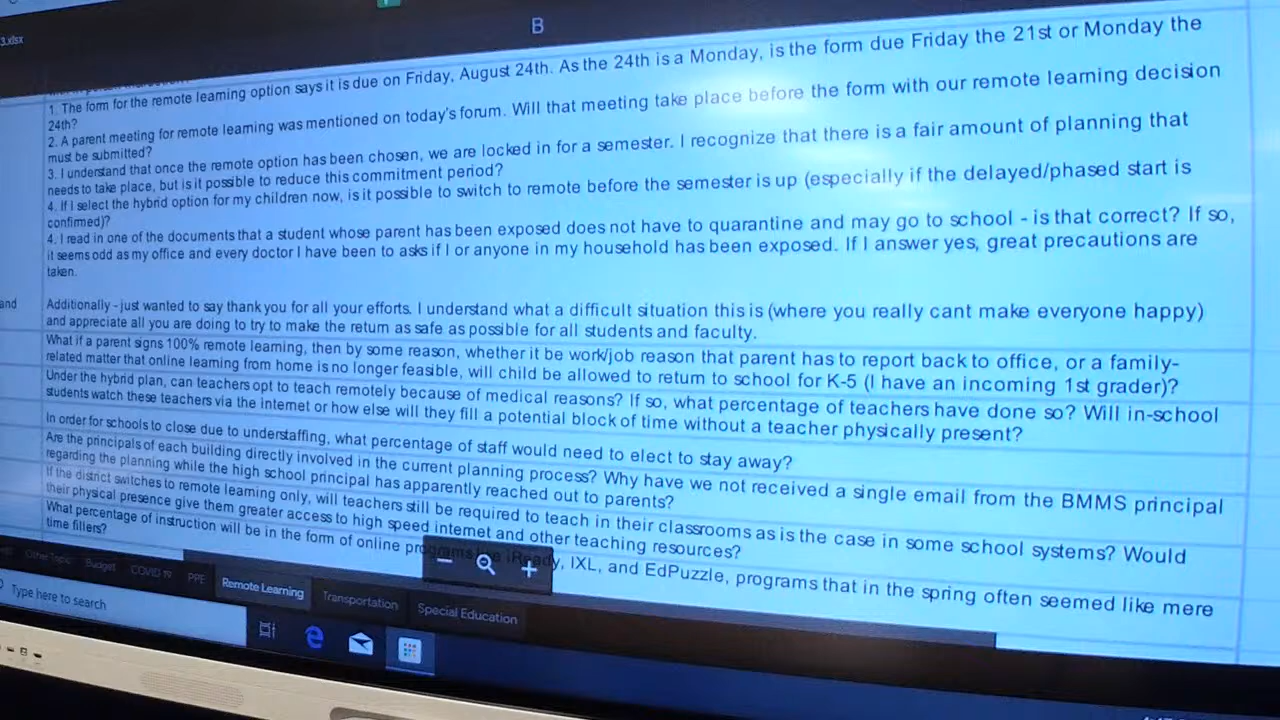 3.xlsx
B
1. The form for the remote learning option says it is due on Friday, August 24th. As the 24th is a Monday, is the form due Friday the 21st or Monday the
24th?
2. A parent meeting for remote learning was mentioned on today's forum. Will that meeting take place before the form with our remote learning decision
must be submitted?
3. I understand that once the remote option has been chosen, we are locked in for a semester. I recognize that there is a fair amount of planning that
needs to take place, but is it possible to reduce this commitment period?
4. If I select the hybrid option for my children now, is it possible to switch to remote before the semester is up (especially if the delayed/phased start is
confirmed)?
4. I read in one of the documents that a student whose parent has been exposed does not have to quarantine and may go to school - is that correct? If so,
it seems odd as my office and every doctor I have been to asks if I or anyone in my household has been exposed. If I answer yes, great precautions are
taken.
and
Additionally - just wanted to say thank you for all your efforts. I understand what a difficult situation this is (where you really cant make everyone happy)
and appreciate all you are doing to try to make the return as safe as possible for all students and faculty.
What if a parent signs 100% remote learning, then by some reason, whether it be work/job reason that parent has to report back to office, or a family-
related matter that online learning from home is no longer feasible, will child be allowed to return to school for K-5 (I have an incoming 1st grader)?
Under the hybrid plan, can teachers opt to teach remotely because of medical reasons? If so, what percentage of teachers have done so? Will in-school
students watch these teachers via the internet or how else will they fill a potential block of time without a teacher physically present?
In order for schools to close due to understaffing, what percentage of staff would need to elect to stay away?
Are the principals of each building directly involved in the current planning process? Why have we not received a single email from the BMMS principal
regarding the planning while the high school principal has apparently reached out to parents?
If the district switches to remote learning only, will teachers still be required to teach in their classrooms as is the case in some school systems? Would
their physical presence give them greater access to high speed internet and other teaching resources?
What percentage of instruction will be in the form of online programs like iReady, IXL, and EdPuzzle, programs that in the spring often seemed like mere
time fillers?
Other Topic Budget COVID 19 PPE Remote Learning Transportation Special Education
Type here to search